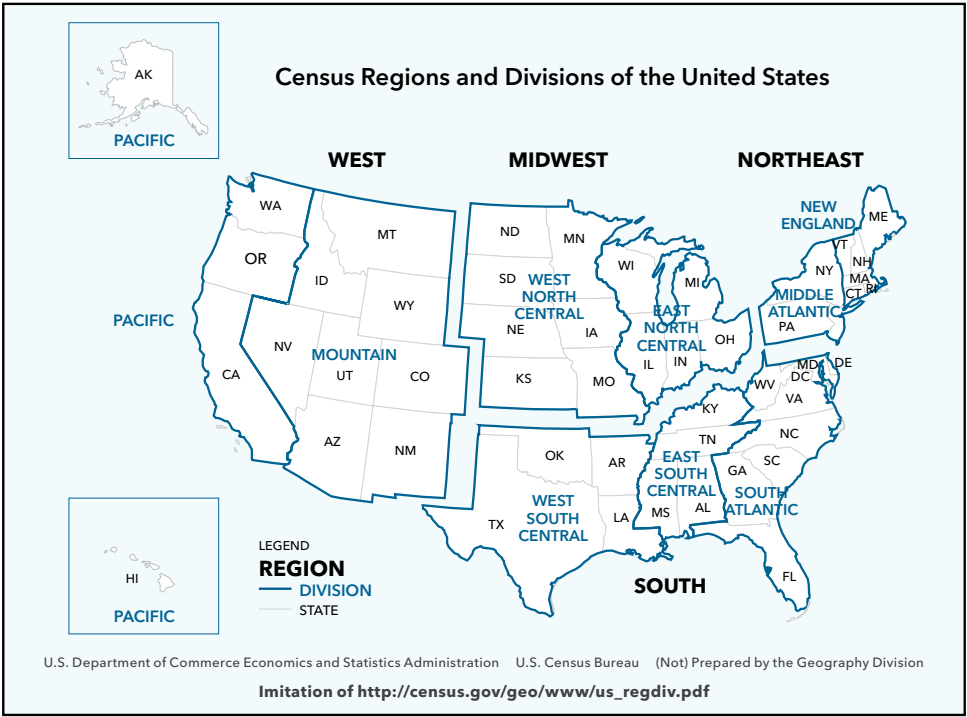 Census Regions and Divisions of the United States
AK
PACIFIC
WEST
MIDWEST
NORTHEAST
WA
OR
CA
PACIFIC
MT
ID
WY
NV
MOUNTAIN
UT
CO
AZ
NM
ND
MN
SD
WEST
NORTH
CENTRAL
NE
IA
KS
MO
WI
MI
EAST
NORTH
CENTRAL
OH
IL
IN
NEW
ENGLAND
ME
VT
NH
MA
CT
RI
NY
MIDDLE
ATLANTIC
PA
MD
DE
DC
WV
VA
KY
NC
TN
SC
EAST
SOUTH
CENTRAL
GA
SOUTH
ATLANTIC
MS
AL
FL
OK
AR
WEST
SOUTH
CENTRAL
TX
LA
SOUTH
HI
PACIFIC
LEGEND
REGION
DIVISION
STATE
U.S. Department of Commerce Economics and Statistics Administration U.S. Census Bureau (Not) Prepared by the Geography Division
Imitation of http://census.gov/geo/www/us_regdiv.pdf